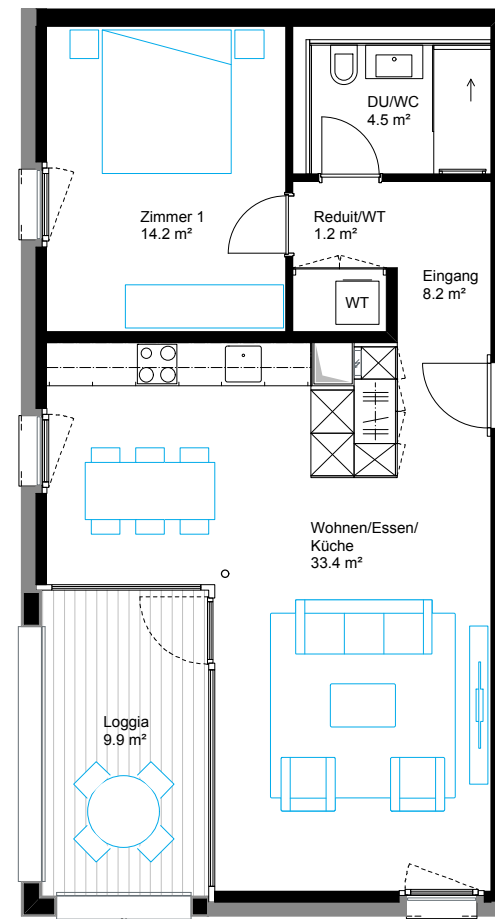 DU/WC
4.5 m²
Zimmer 1
14.2 m²
Reduit/WT
1.2 m²
Eingang
8.2 m²
WT
Wohnen/Essen/
Küche
33.4 m²
Loggia
9.9 m²